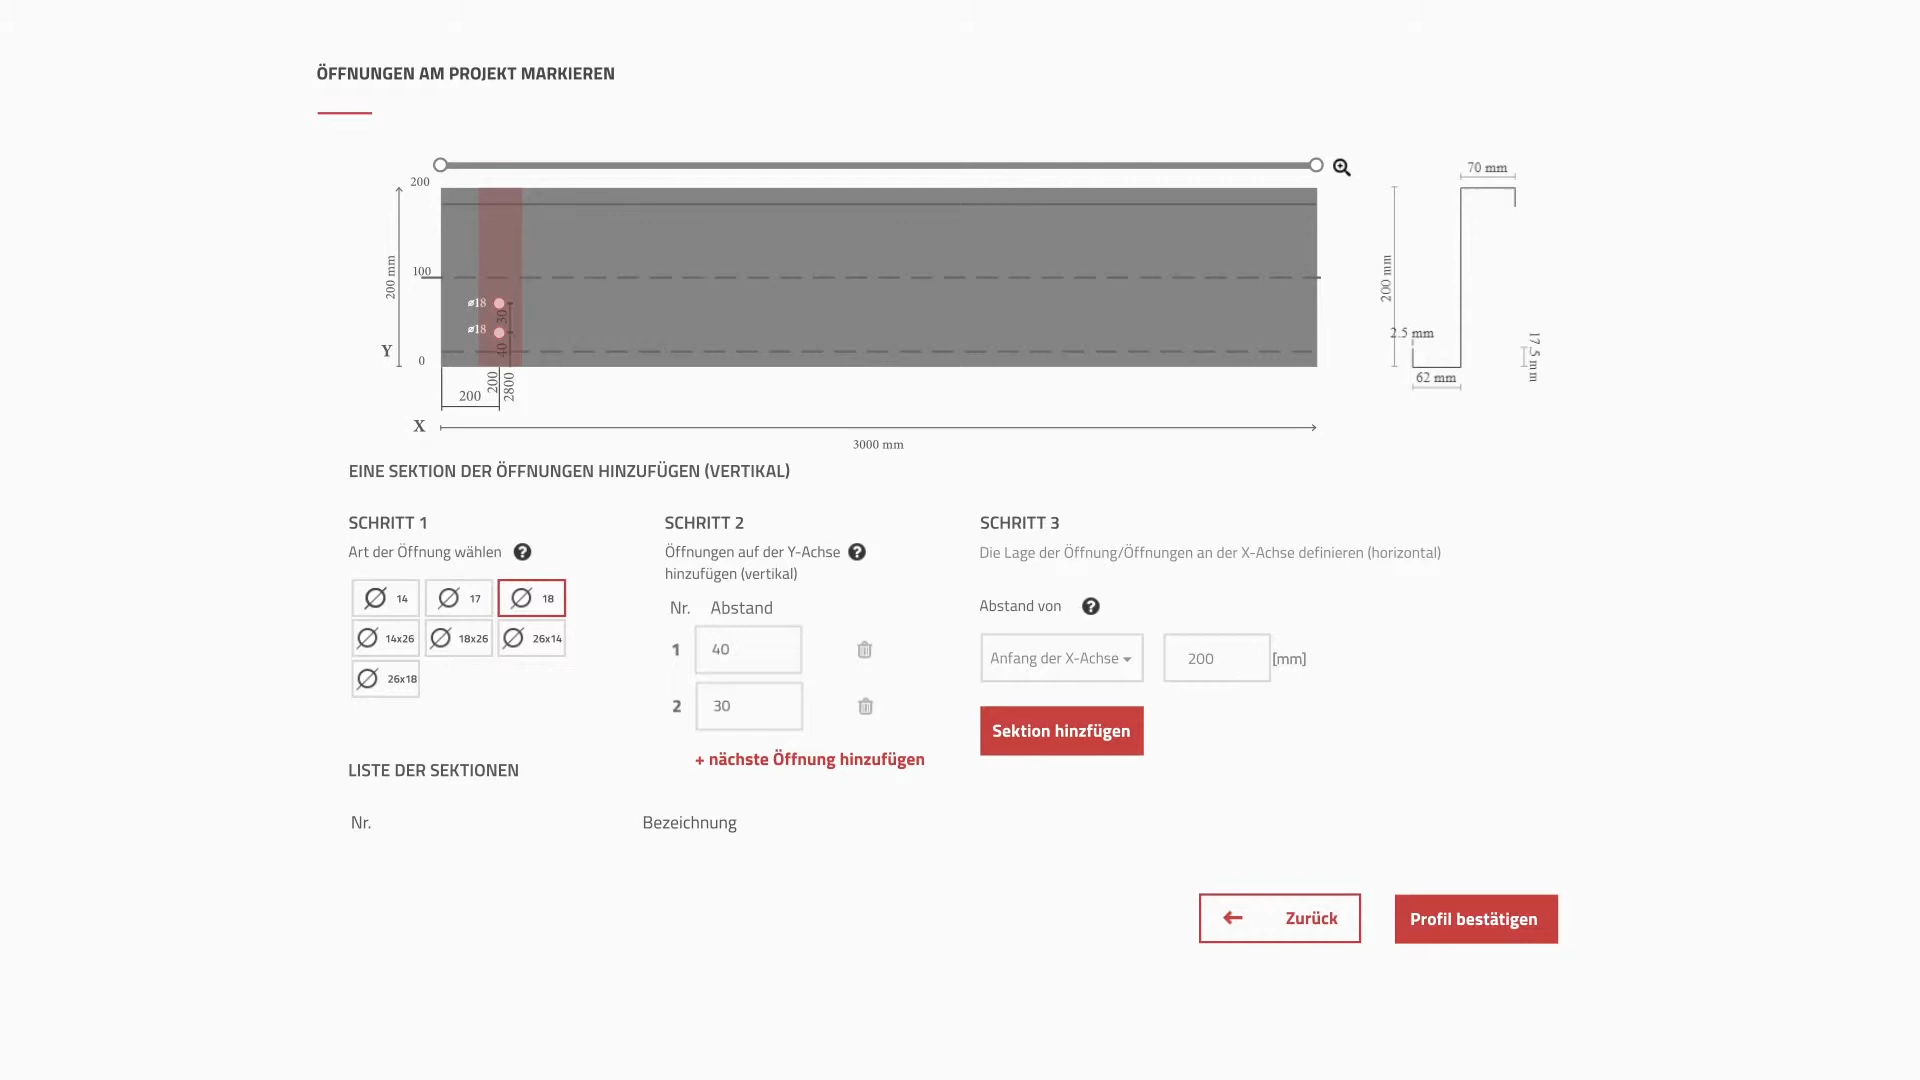 ÖFFNUNGEN AM PROJEKT MARKIEREN
200
70 mm
200 mm
100
200 mm
ø18
30
ø18
2.5 mm
17.5 mm
Y
40
0
62 mm
200
200
2800
X
3000 mm
EINE SEKTION DER ÖFFNUNGEN HINZUFÜGEN (VERTIKAL)
SCHRITT 1
Art der Öffnung wählen
14
17
18
14x26
18x26
26x14
26x18
SCHRITT 2
Öffnungen auf der Y-Achse
hinzufügen (vertikal)
Nr. Abstand
1 40
2 30
+ nächste Öffnung hinzufügen
SCHRITT 3
Die Lage der Öffnung/Öffnungen an der X-Achse definieren (horizontal)
Abstand von
Anfang der X-Achse 200 [mm]
Sektion hinzfügen
LISTE DER SEKTIONEN
Nr. Bezeichnung
Zurück
Profil bestätigen